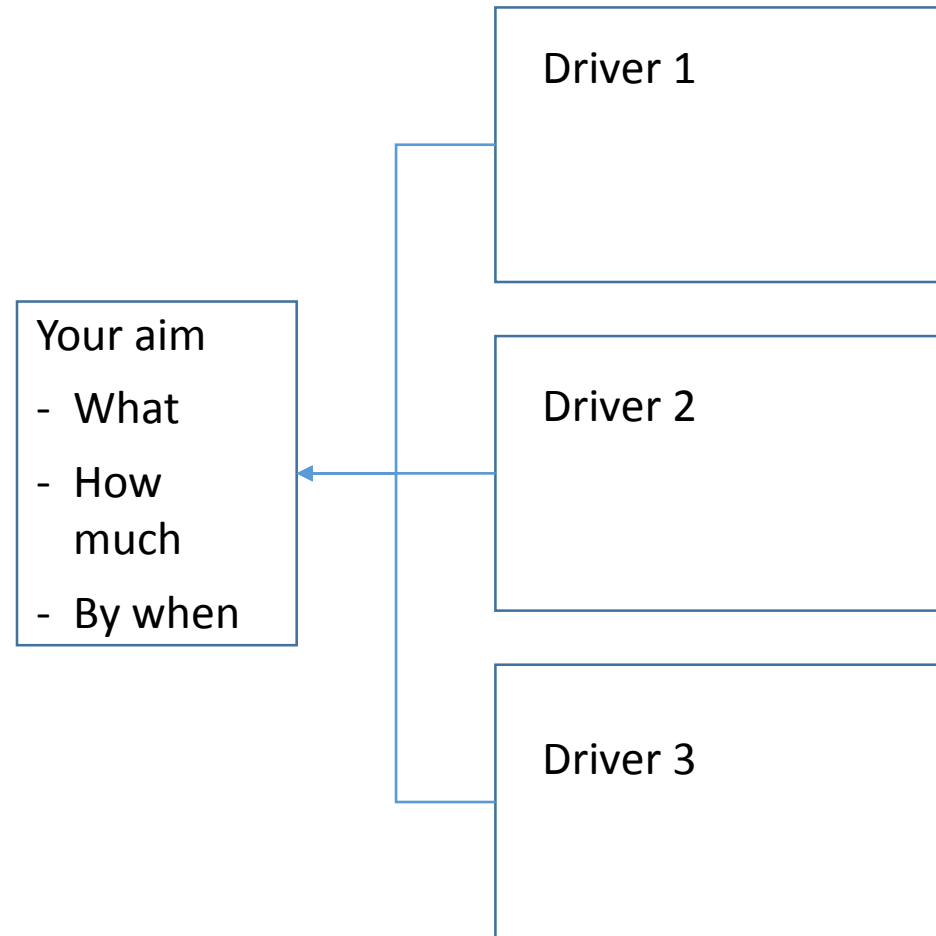 Driver 1
Your aim
- What
- How
much
- By when
Driver 2
Driver 3